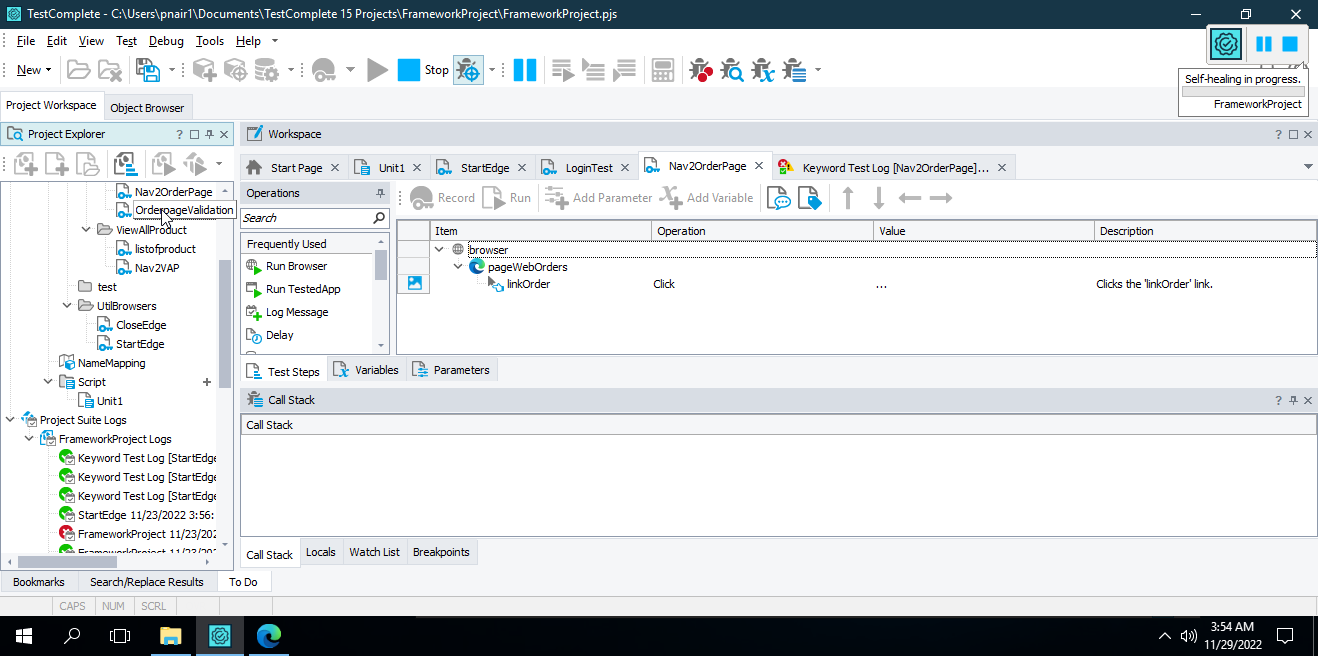 TestComplete - C:\Users\pnair1\Documents\TestComplete 15 Projects\FrameworkProject\FrameworkProject.pjs
File Edit View Test Debug Tools Help
New Stop
Self-healing in progress.
FrameworkProject
Project Workspace Object Browser
Project Explorer ?
Workspace ?
Start Page Unit1 StartEdge LoginTest Nav2OrderPage Keyword Test Log [Nav2OrderPage]...
Operations
Record Run Add Parameter Add Variable
Search
Frequently Used
Run Browser
Run TestedApp
Log Message
Delay
Item Operation Value Description
browser
pageWebOrders
linkOrder Click ... Clicks the 'linkOrder' link.
Nav2OrderPage
OrderpageValidation
ViewAllProduct
listofproduct
Nav2VAP
test
UtilBrowsers
CloseEdge
StartEdge
NameMapping
Script +
Unit1
Project Suite Logs
FrameworkProject Logs
Keyword Test Log [StartEdge
Keyword Test Log [StartEdge
Keyword Test Log [StartEdge
StartEdge 11/23/2022 3:56:
FrameworkProject 11/23/202
FrameworkProject 11/23/202
Test Steps Variables Parameters
Call Stack ?
Call Stack
Call Stack Locals Watch List Breakpoints
Bookmarks Search/Replace Results To Do
CAPS NUM SCRL
3:54 AM
11/29/2022